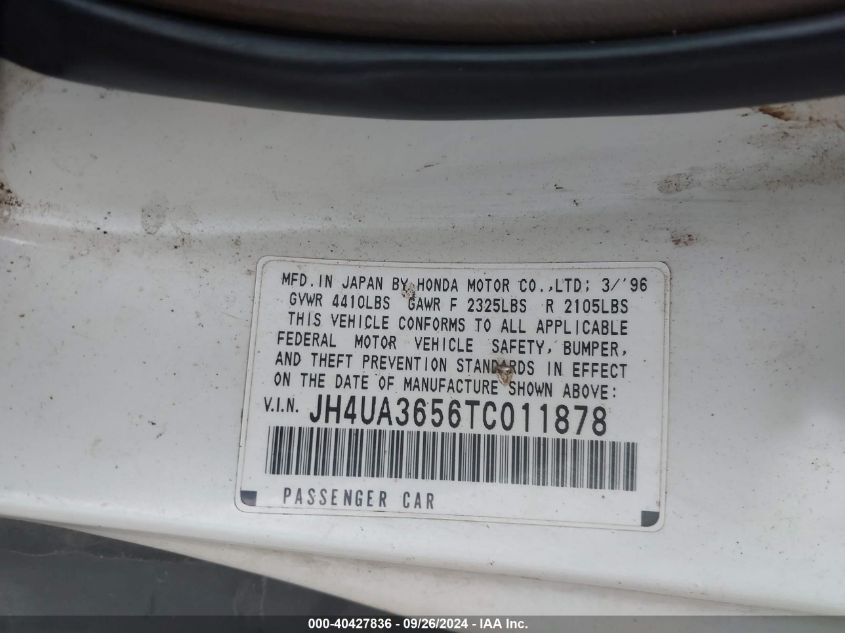 MFD. IN JAPAN BY HONDA MOTOR CO., LTD; 3/'96
GVWR 4410LBS GAWR F 2325LBS R 2105LBS
THIS VEHICLE CONFORMS TO ALL APPLICABLE
FEDERAL MOTOR VEHICLE SAFETY, BUMPER,
AND THEFT PREVENTION STANDARDS IN EFFECT
ON THE DATE OF MANUFACTURE SHOWN ABOVE:
V.I.N. JH4UA3656TC011878
PASSENGER CAR
000-40427836 - 09/26/2024 - IAA Inc.